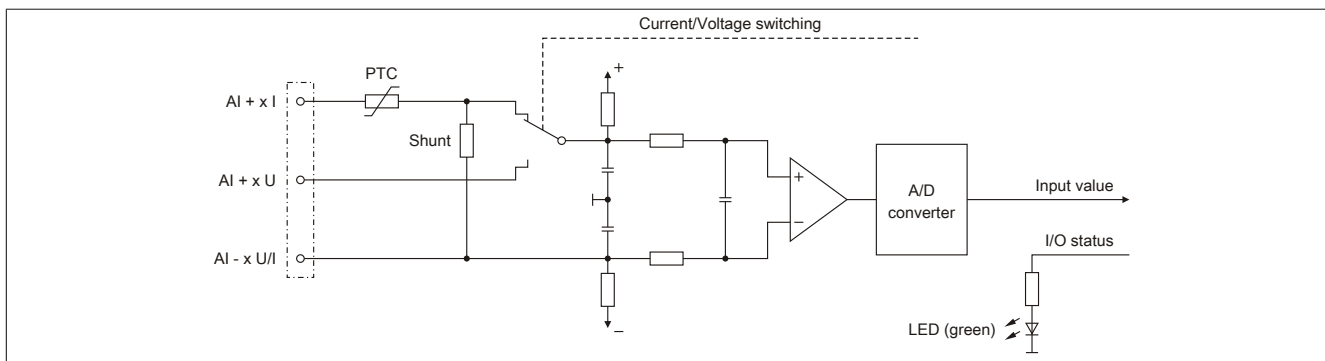 Current/Voltage switching
PTC
+
AI + x I
Shunt
AI + x U
+
A/D
converter
Input value
−
I/O status
AI - x U/I
LED (green)
−